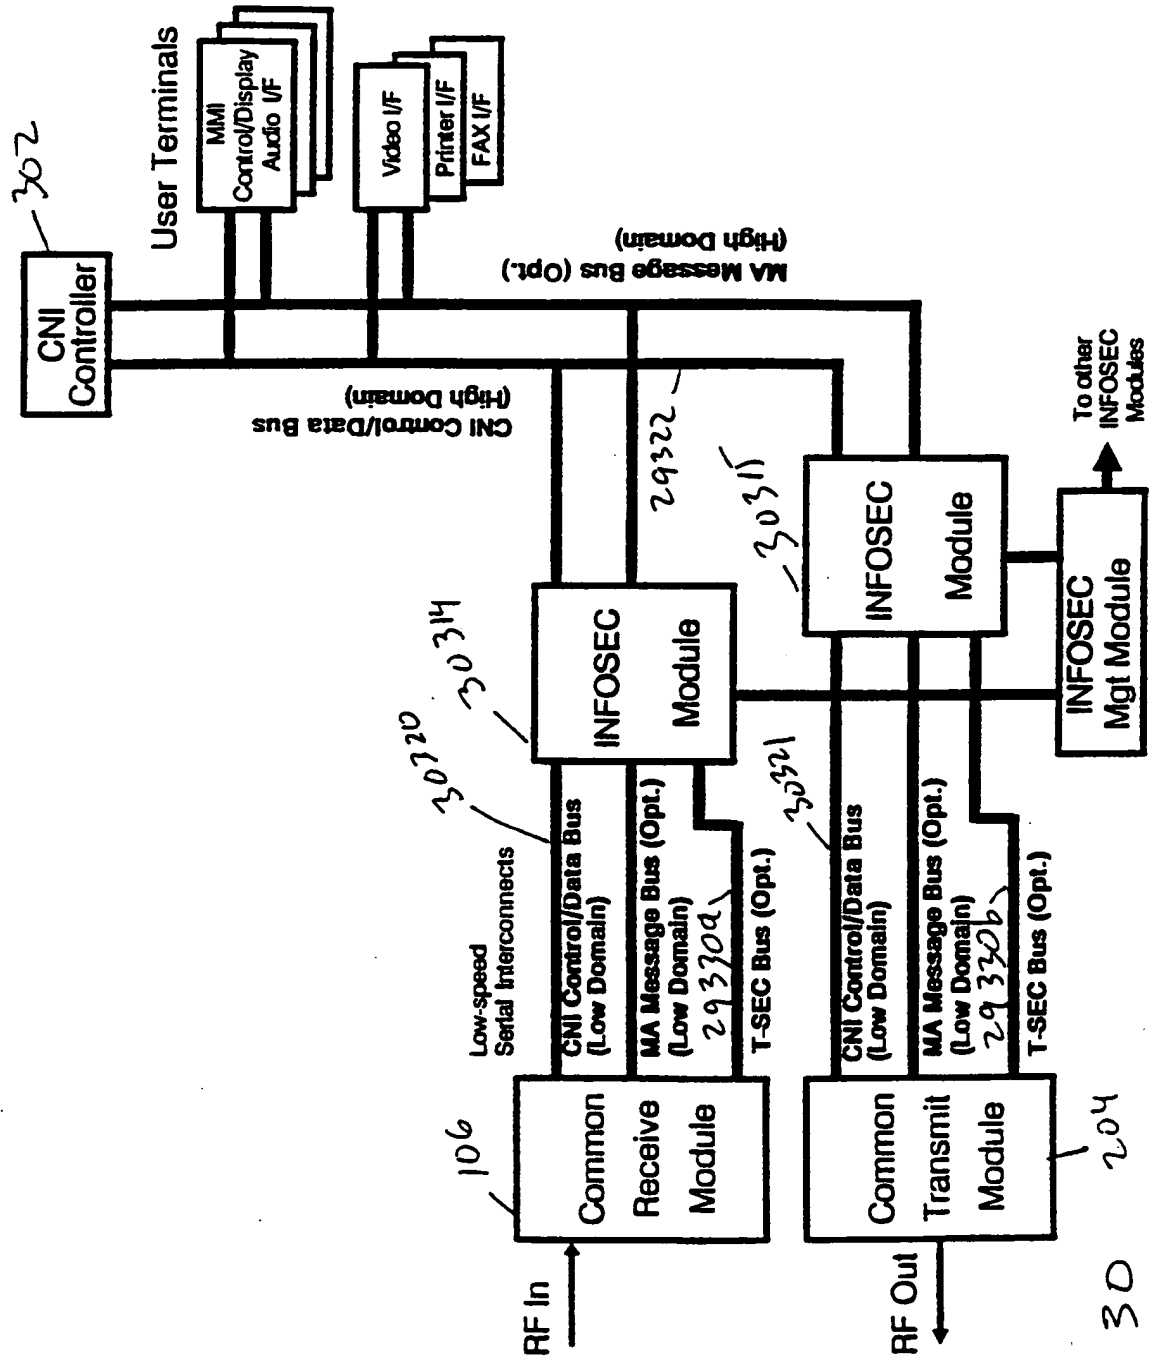 302
CNI
Controller
User Terminals
MMI
Control/Display
Audio I/F
Video I/F
Printer I/F
FAX I/F
MA Message Bus (Opt.)
(High Domain)
CNI Control/Data Bus
(High Domain)
29322
30315
INFOSEC
Module
To other
INFOSEC
Modules
INFOSEC
Mgt Module
30314
INFOSEC
Module
30320
30321
Low-speed
Serial Interconnects
CNI Control/Data Bus
(Low Domain)
MA Message Bus (Opt.)
(Low Domain)
29330a
T-SEC Bus (Opt.)
CNI Control/Data Bus
(Low Domain)
MA Message Bus (Opt.)
(Low Domain)
29330b
T-SEC Bus (Opt.)
106
Common
Receive
Module
Common
Transmit
Module
204
RF In
RF Out
30